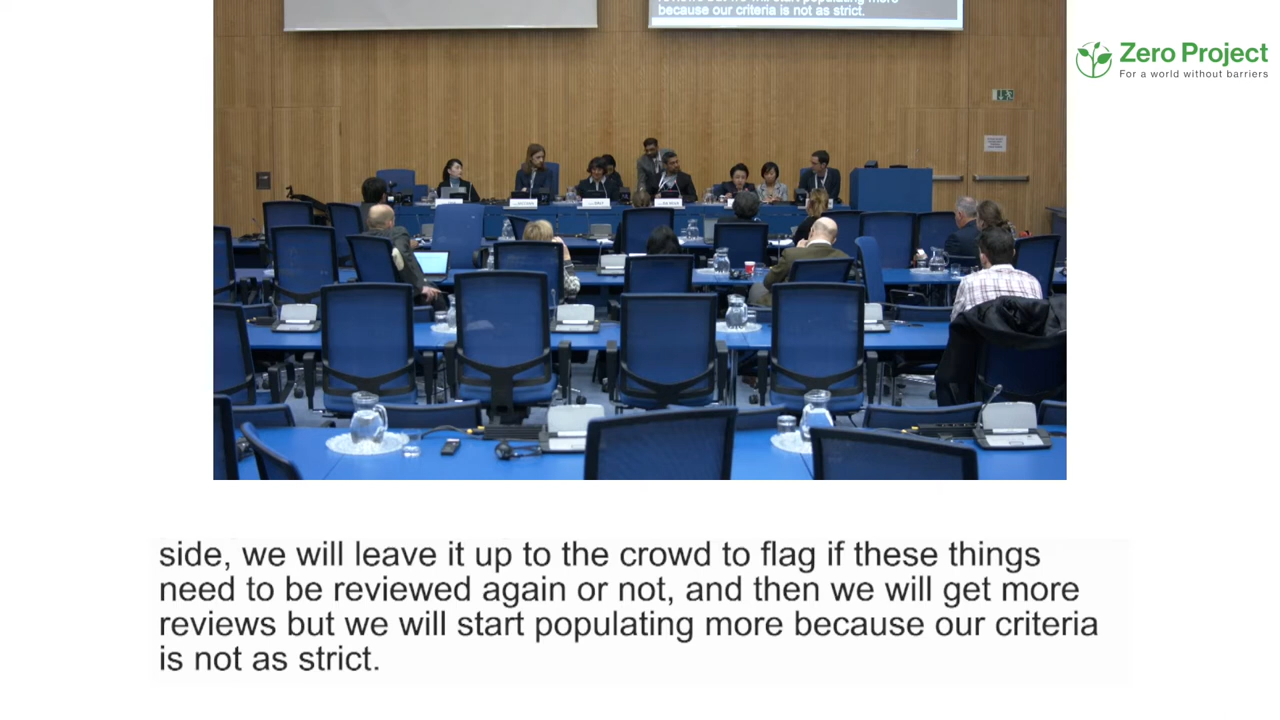 because our criteria is not as strict.
Zero Project
For a world without barriers
side, we will leave it up to the crowd to flag if these things
need to be reviewed again or not, and then we will get more
reviews but we will start populating more because our criteria
is not as strict.